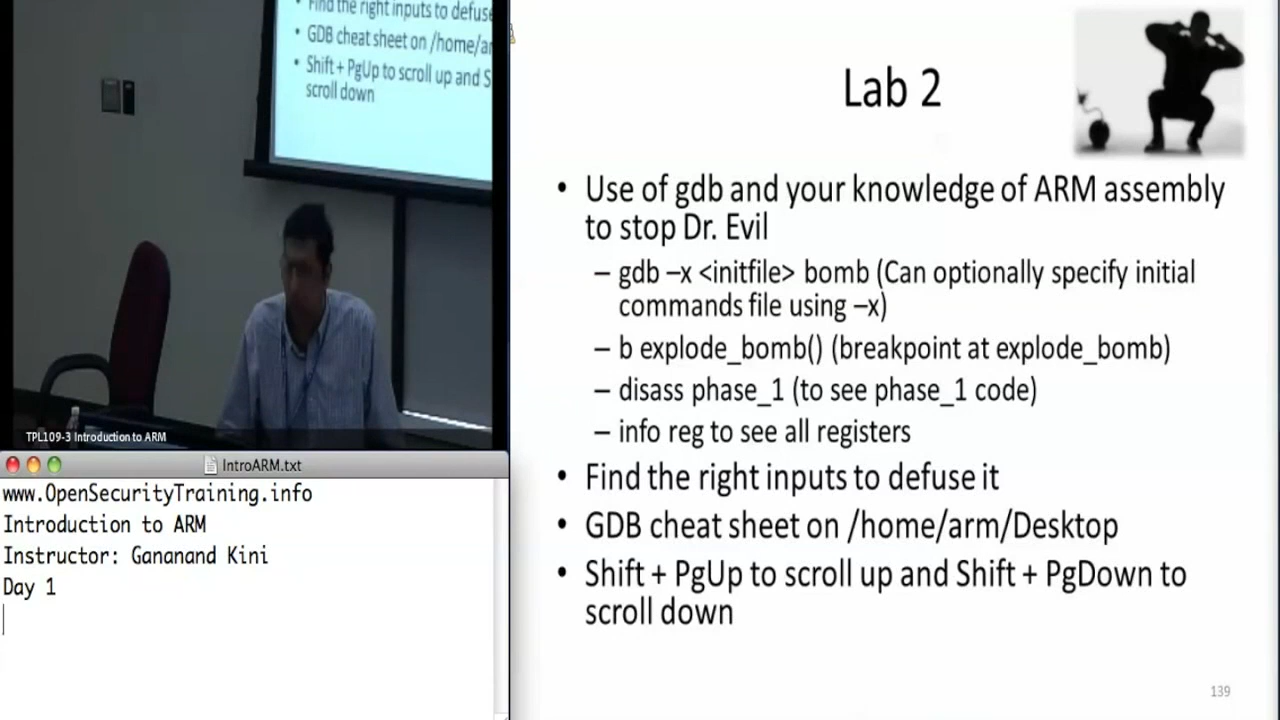 Find the right inputs to defuse
• GDB cheat sheet on /home/ar
• Shift + PgUp to scroll up and S
scroll down
TPL109-3 Introduction to ARM
IntroARM.txt
www.OpenSecurityTraining.info
Introduction to ARM
Instructor: Gananand Kini
Day 1
Lab 2
• Use of gdb and your knowledge of ARM assembly
to stop Dr. Evil
– gdb –x <initfile> bomb (Can optionally specify initial
commands file using –x)
– b explode_bomb() (breakpoint at explode_bomb)
– disass phase_1 (to see phase_1 code)
– info reg to see all registers
• Find the right inputs to defuse it
• GDB cheat sheet on /home/arm/Desktop
• Shift + PgUp to scroll up and Shift + PgDown to
scroll down
139